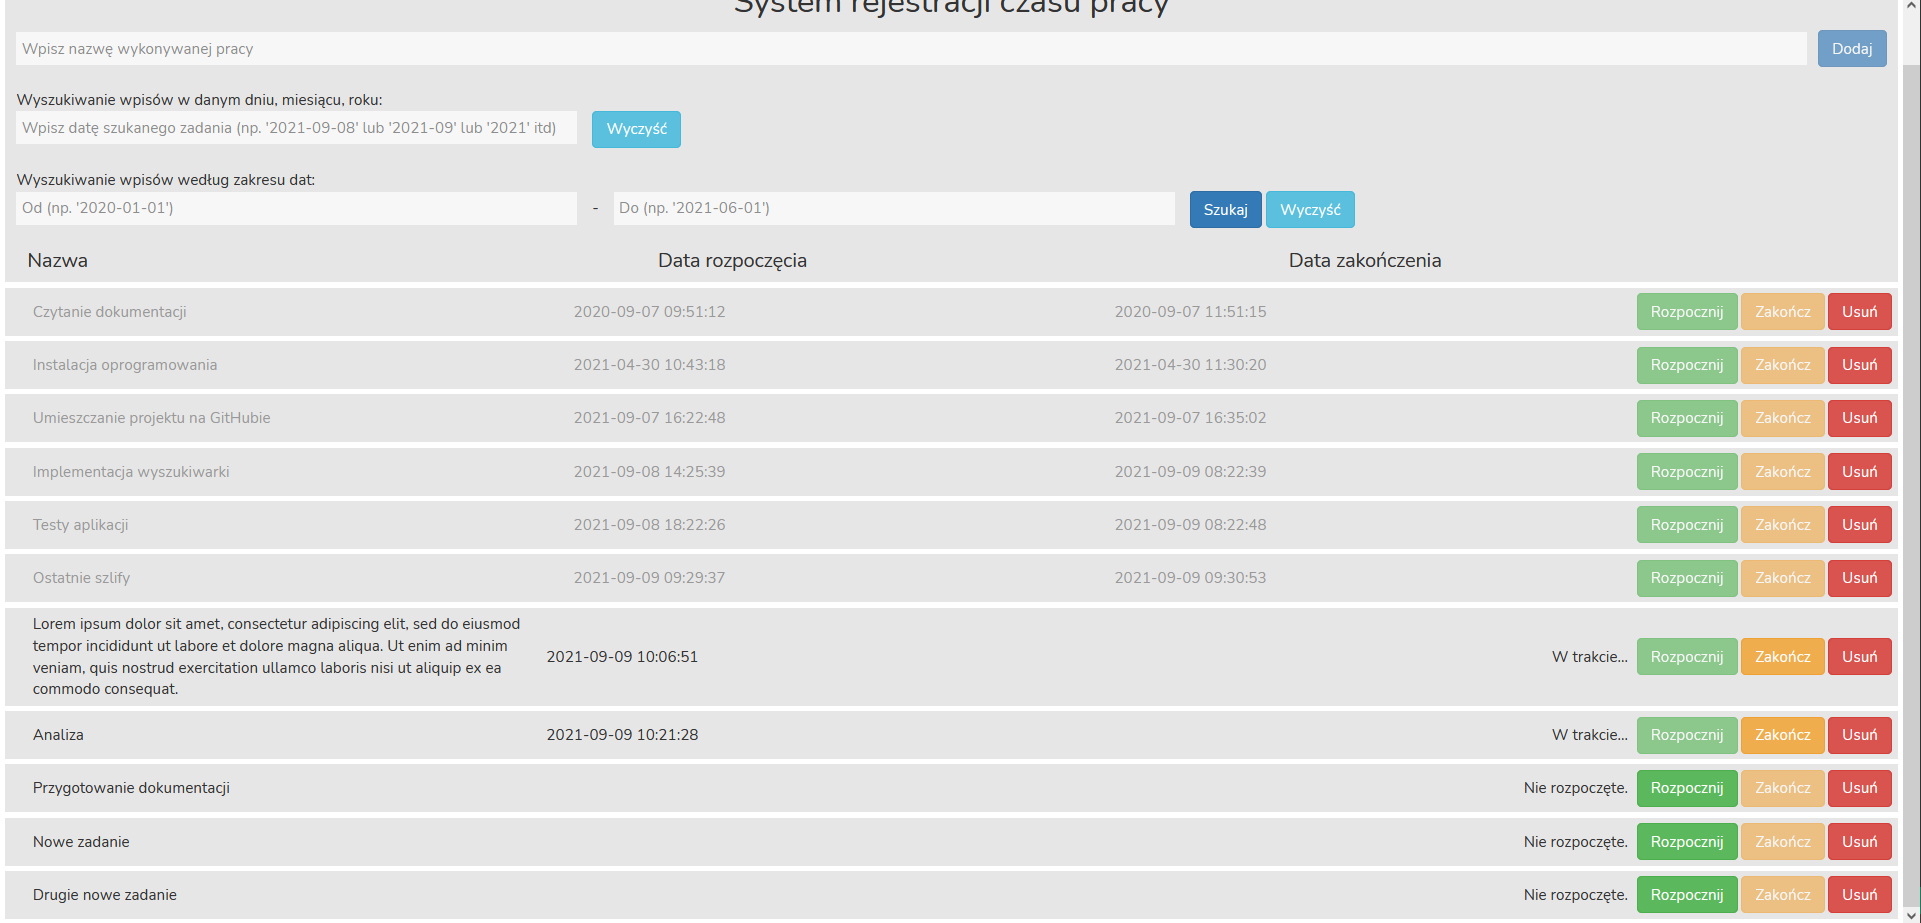 System rejestracji czasu pracy
Wpisz nazwę wykonywanej pracy Dodaj
Wyszukiwanie wpisów w danym dniu, miesiącu, roku:
Wpisz datę szukanego zadania (np. '2021-09-08' lub '2021-09' lub '2021' itd) Wyczyść
Wyszukiwanie wpisów według zakresu dat:
Od (np. '2020-01-01') - Do (np. '2021-06-01') Szukaj Wyczyść
Nazwa Data rozpoczęcia Data zakończenia
Czytanie dokumentacji 2020-09-07 09:51:12 2020-09-07 11:51:15 Rozpocznij Zakończ Usuń
Instalacja oprogramowania 2021-04-30 10:43:18 2021-04-30 11:30:20 Rozpocznij Zakończ Usuń
Umieszczanie projektu na GitHubie 2021-09-07 16:22:48 2021-09-07 16:35:02 Rozpocznij Zakończ Usuń
Implementacja wyszukiwarki 2021-09-08 14:25:39 2021-09-09 08:22:39 Rozpocznij Zakończ Usuń
Testy aplikacji 2021-09-08 18:22:26 2021-09-09 08:22:48 Rozpocznij Zakończ Usuń
Ostatnie szlify 2021-09-09 09:29:37 2021-09-09 09:30:53 Rozpocznij Zakończ Usuń
Lorem ipsum dolor sit amet, consectetur adipiscing elit, sed do eiusmod
tempor incididunt ut labore et dolore magna aliqua. Ut enim ad minim
veniam, quis nostrud exercitation ullamco laboris nisi ut aliquip ex ea
commodo consequat.
2021-09-09 10:06:51 W trakcie... Rozpocznij Zakończ Usuń
Analiza 2021-09-09 10:21:28 W trakcie... Rozpocznij Zakończ Usuń
Przygotowanie dokumentacji Nie rozpoczęte. Rozpocznij Zakończ Usuń
Nowe zadanie Nie rozpoczęte. Rozpocznij Zakończ Usuń
Drugie nowe zadanie Nie rozpoczęte. Rozpocznij Zakończ Usuń